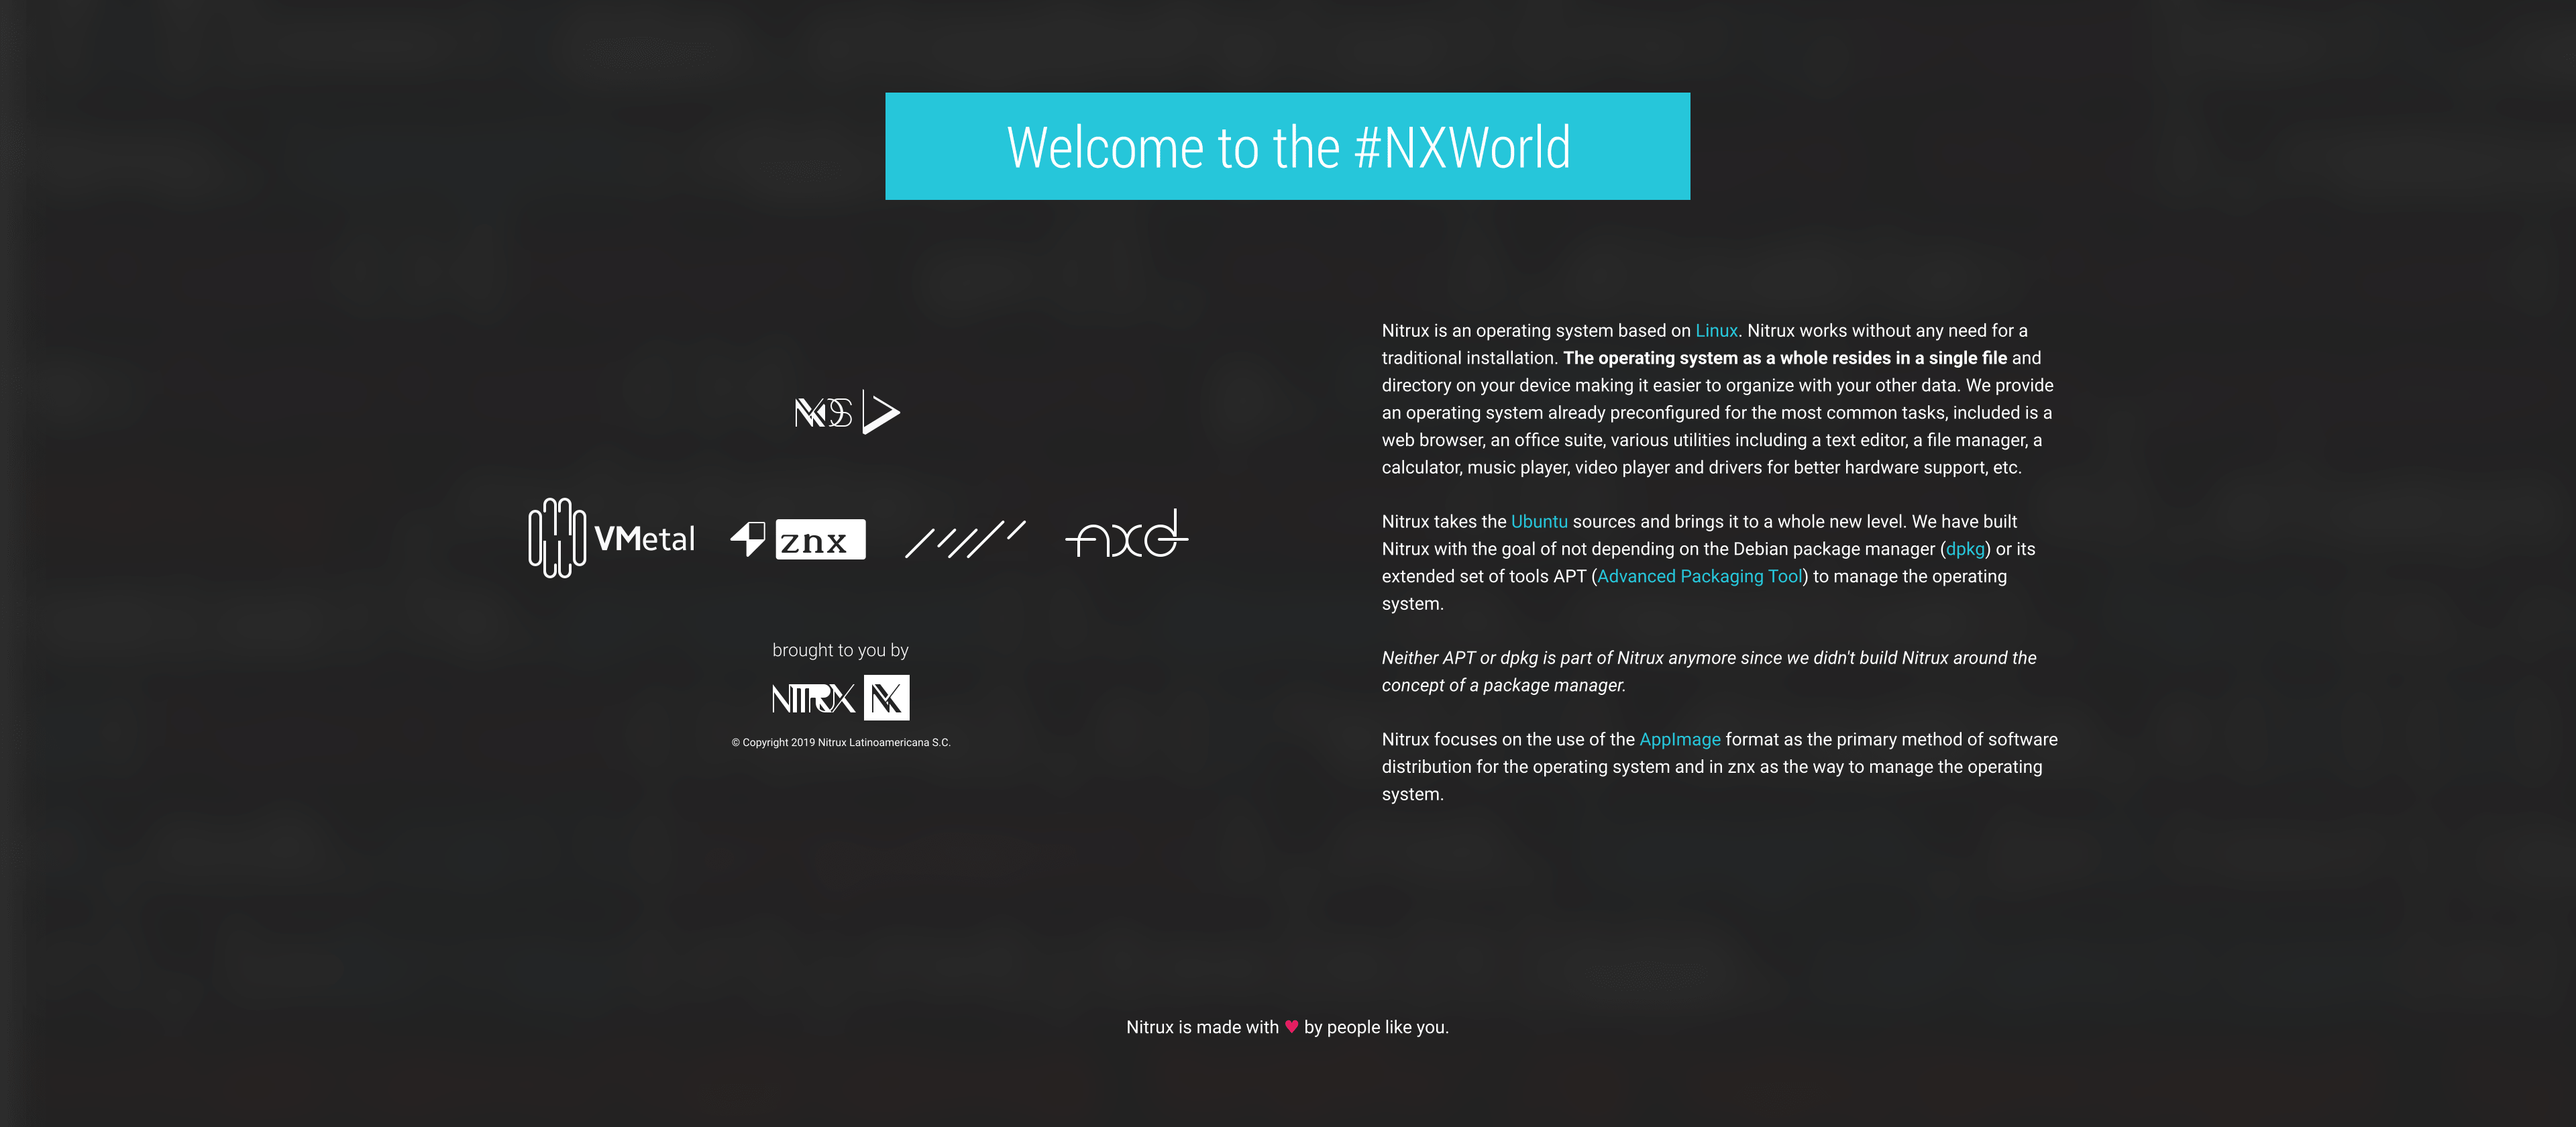 Welcome to the #NXWorld
NXOS
VMetal
znx
nxd
brought to you by
NITRUX NX
© Copyright 2019 Nitrux Latinoamericana S.C.
Nitrux is an operating system based on Linux. Nitrux works without any need for a
traditional installation. The operating system as a whole resides in a single file and
directory on your device making it easier to organize with your other data. We provide
an operating system already preconfigured for the most common tasks, included is a
web browser, an office suite, various utilities including a text editor, a file manager, a
calculator, music player, video player and drivers for better hardware support, etc.
Nitrux takes the Ubuntu sources and brings it to a whole new level. We have built
Nitrux with the goal of not depending on the Debian package manager (dpkg) or its
extended set of tools APT (Advanced Packaging Tool) to manage the operating
system.
Neither APT or dpkg is part of Nitrux anymore since we didn't build Nitrux around the
concept of a package manager.
Nitrux focuses on the use of the AppImage format as the primary method of software
distribution for the operating system and in znx as the way to manage the operating
system.
Nitrux is made with ♥ by people like you.